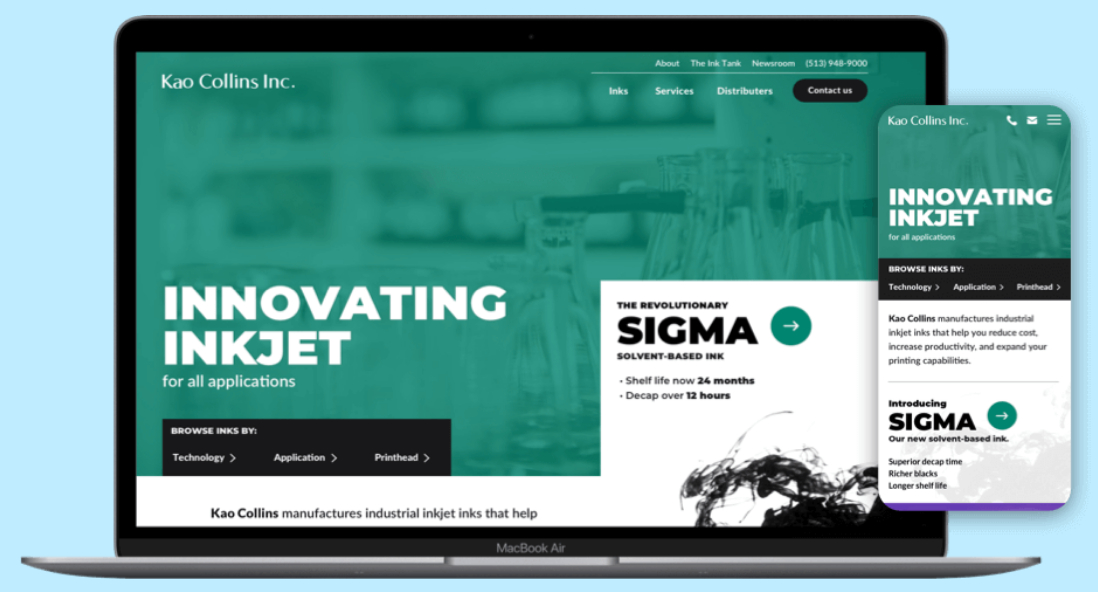 Kao Collins Inc.
About The Ink Tank Newsroom (513) 948-9000
Inks Services Distributers Contact us
INNOVATING
INKJET
for all applications
BROWSE INKS BY:
Technology > Application > Printhead >
THE REVOLUTIONARY
SIGMA
SOLVENT-BASED INK
• Shelf life now 24 months
• Decap over 12 hours
Kao Collins manufactures industrial inkjet inks that help
MacBook Air
Kao Collins Inc.
INNOVATING
INKJET
for all applications
BROWSE INKS BY:
Technology > Application > Printhead >
Kao Collins manufactures industrial
inkjet inks that help you reduce cost,
increase productivity, and expand your
printing capabilities.
Introducing
SIGMA
Our new solvent-based ink.
Superior decap time
Richer blacks
Longer shelf life